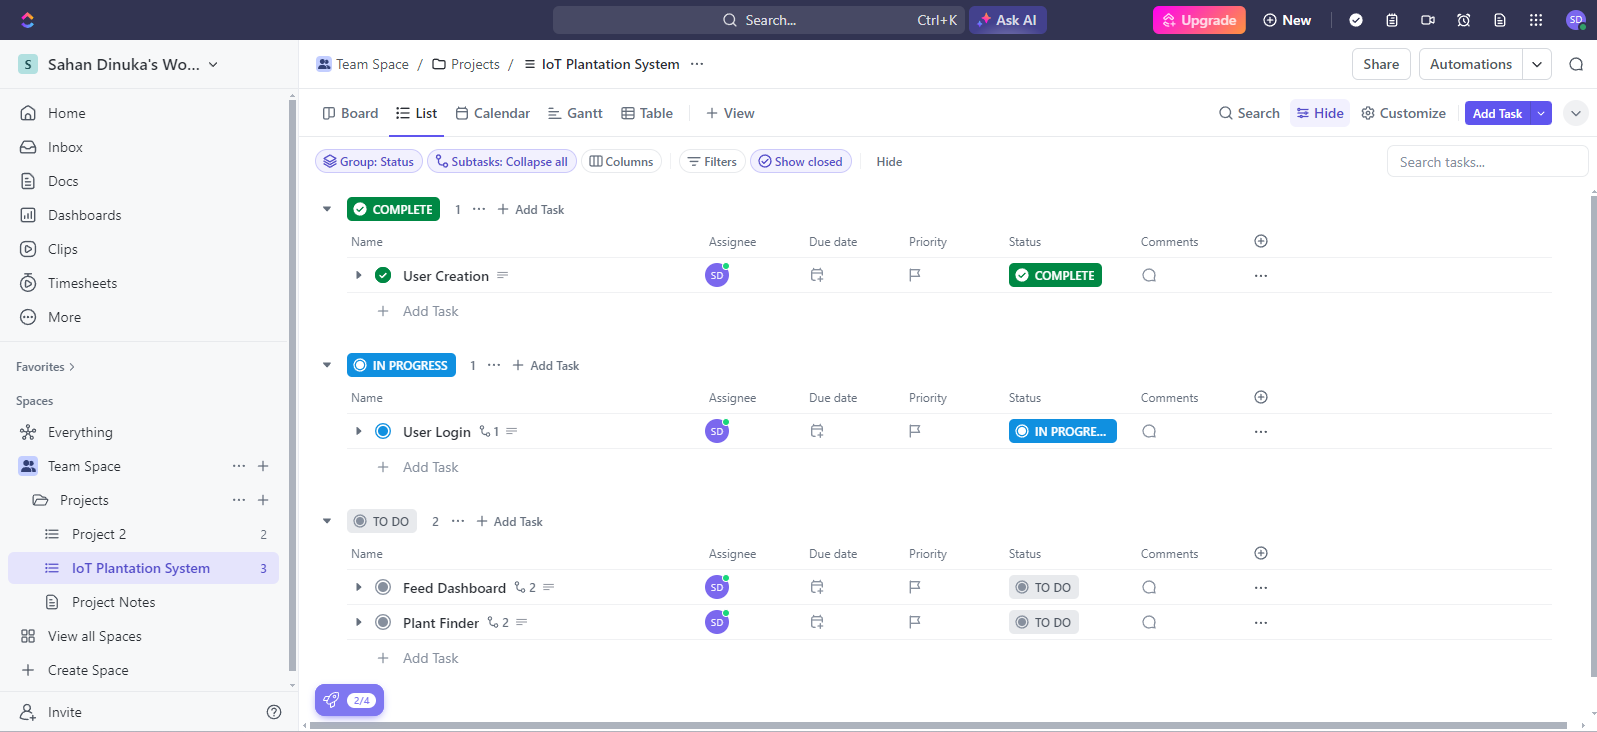 Search...
Ctrl+K
Ask AI
Upgrade
New
SD
S
Sahan Dinuka's Wo...
Home
Inbox
Docs
Dashboards
Clips
Timesheets
More
Favorites
Spaces
Everything
Team Space
Projects
Project 2 2
IoT Plantation System 3
Project Notes
View all Spaces
Create Space
Invite
Team Space / Projects / IoT Plantation System ...
Share
Automations
Board
List
Calendar
Gantt
Table
+ View
Search
Hide
Customize
Add Task
Group: Status
Subtasks: Collapse all
Columns
Filters
Show closed
Hide
Search tasks...
COMPLETE 1 ... + Add Task
Name Assignee Due date Priority Status Comments
User Creation SD COMPLETE
+ Add Task
IN PROGRESS 1 ... + Add Task
Name Assignee Due date Priority Status Comments
User Login 1 SD IN PROGRE...
+ Add Task
TO DO 2 ... + Add Task
Name Assignee Due date Priority Status Comments
Feed Dashboard 2 SD TO DO
Plant Finder 2 SD TO DO
+ Add Task
2/4